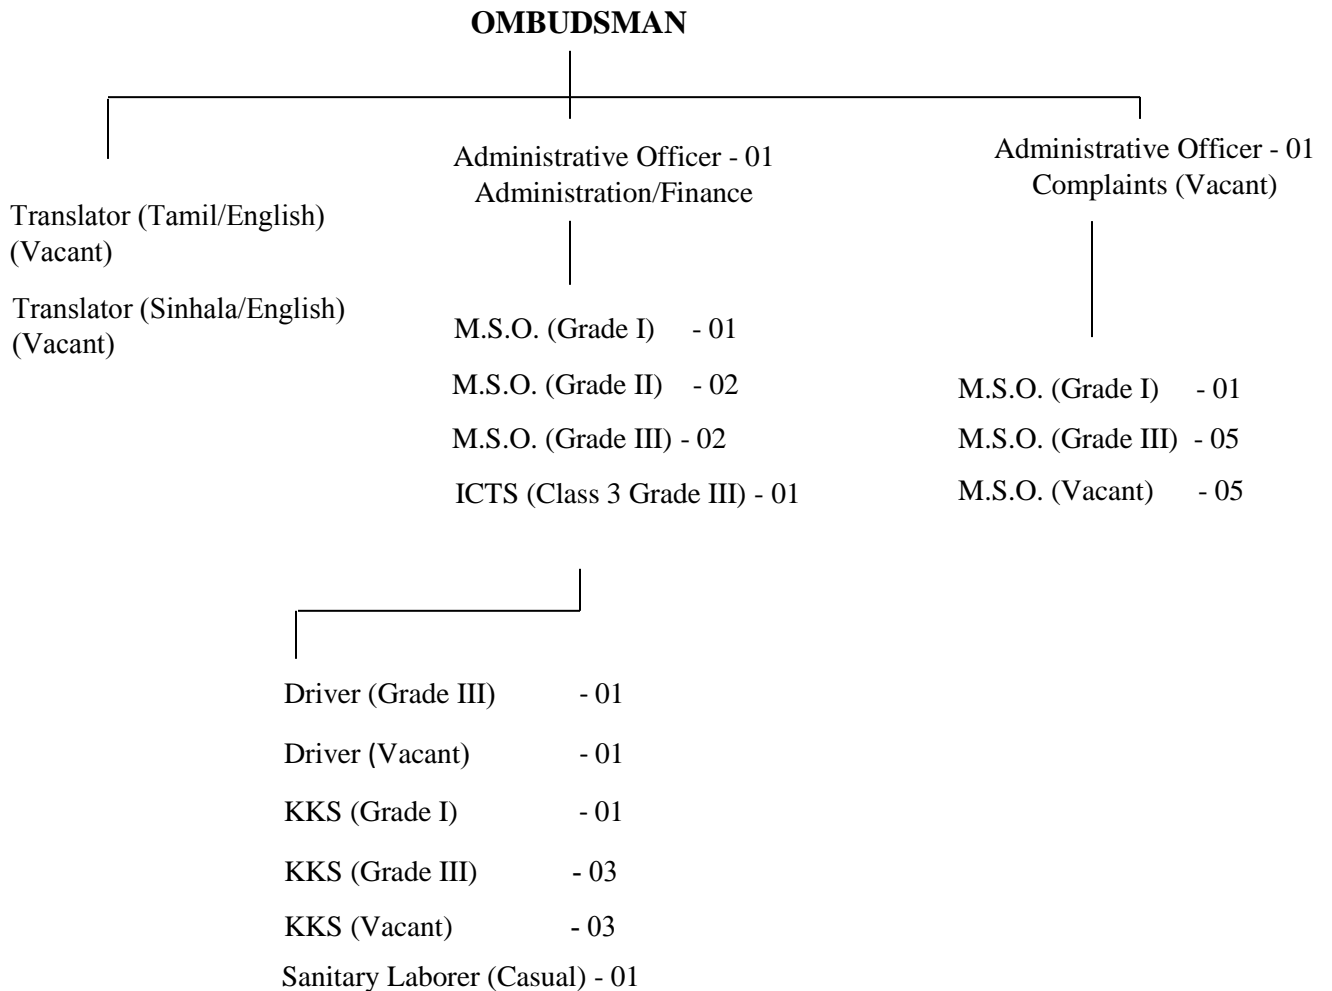 OMBUDSMAN
Translator (Tamil/English)
(Vacant)
Translator (Sinhala/English)
(Vacant)
Administrative Officer - 01
Administration/Finance
M.S.O. (Grade I) - 01
M.S.O. (Grade II) - 02
M.S.O. (Grade III) - 02
ICTS (Class 3 Grade III) - 01
Administrative Officer - 01
Complaints (Vacant)
M.S.O. (Grade I) - 01
M.S.O. (Grade III) - 05
M.S.O. (Vacant) - 05
Driver (Grade III) - 01
Driver (Vacant) - 01
KKS (Grade I) - 01
KKS (Grade III) - 03
KKS (Vacant) - 03
Sanitary Laborer (Casual) - 01